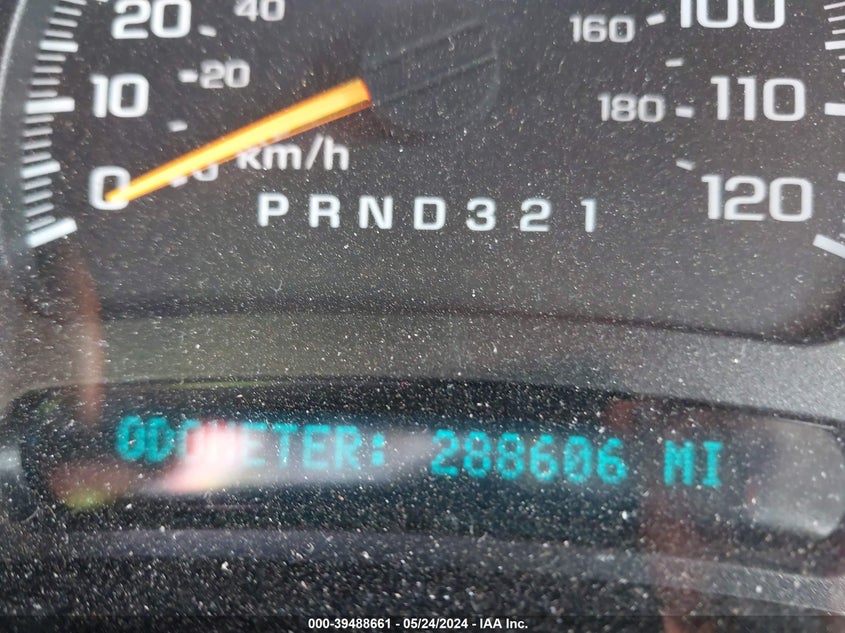 20 40 160 100
10 20 180 110
0 0 km/h 120
PRND321
ODOMETER: 288606 MI
000-39488661 - 05/24/2024 - IAA Inc.